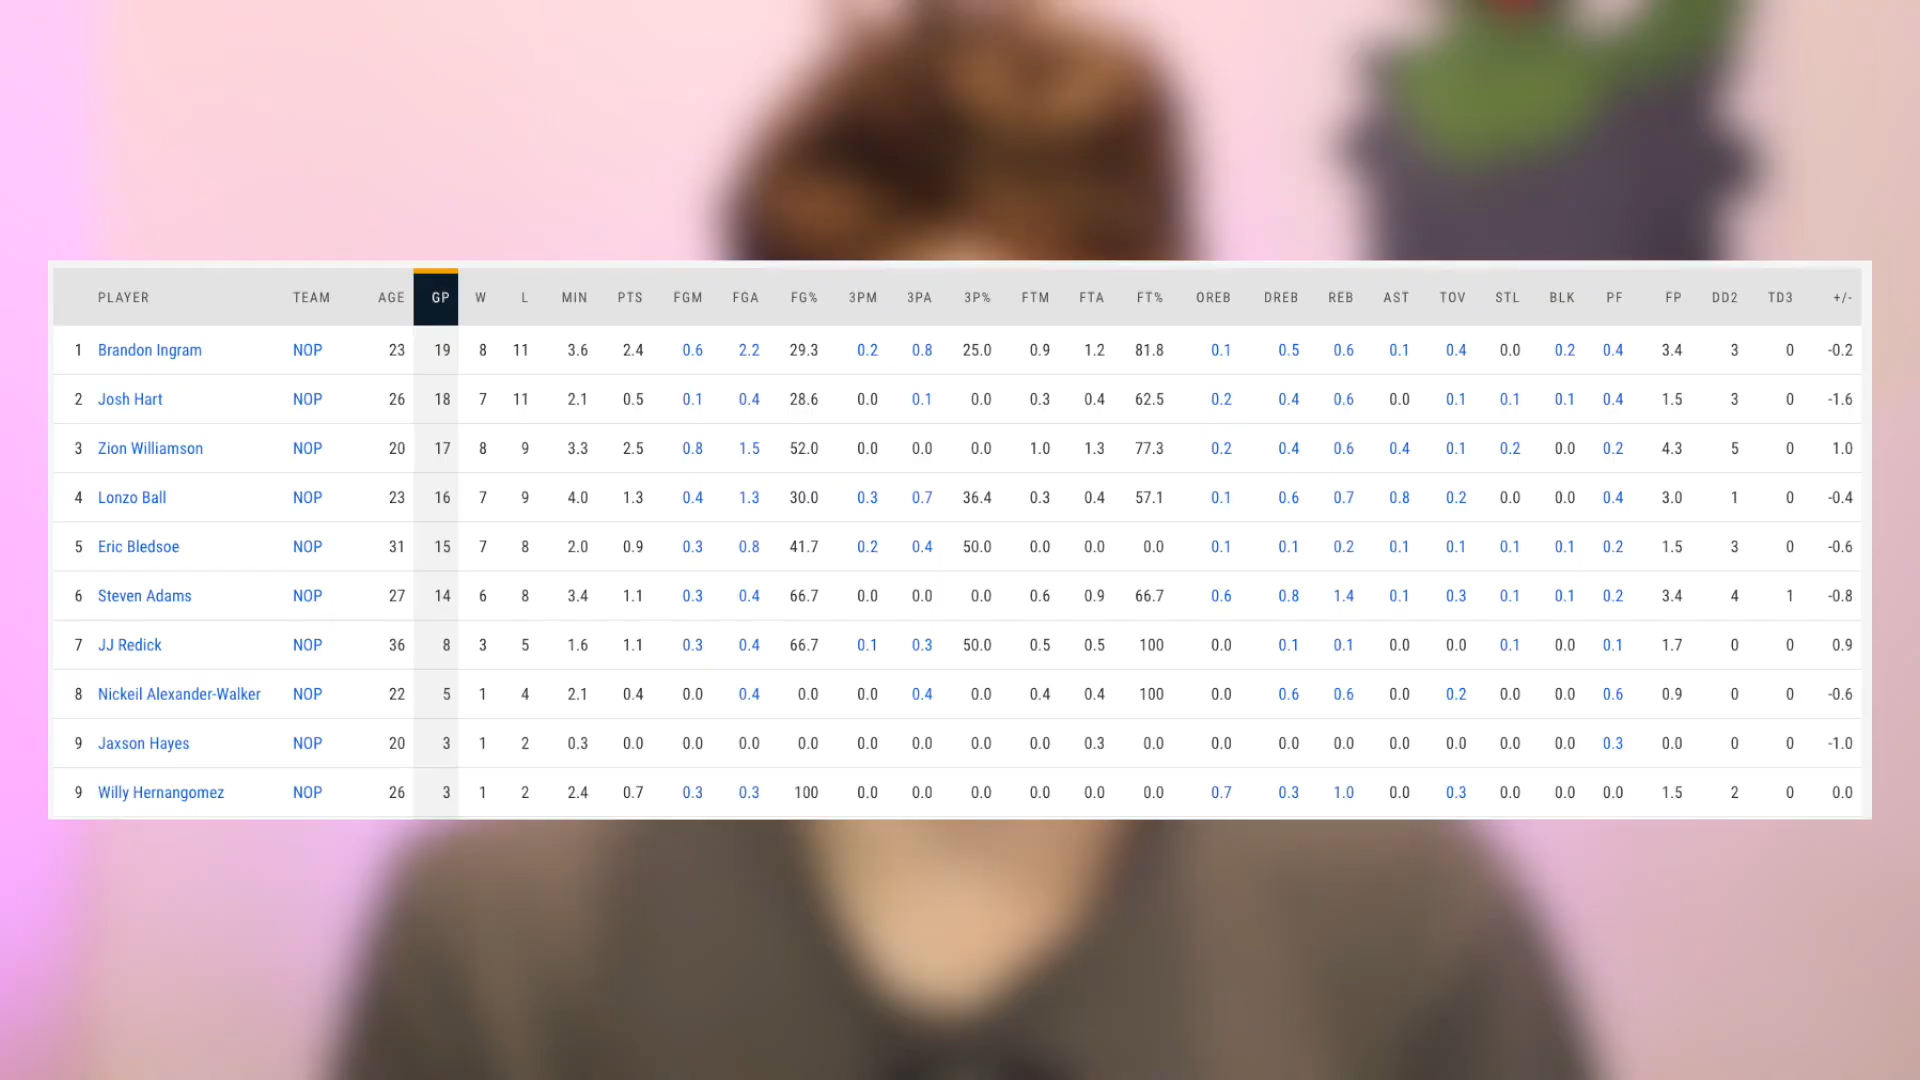 PLAYER TEAM AGE GP W L MIN PTS FGM FGA FG% 3PM 3PA 3P% FTM FTA FT% OREB DREB REB AST TOV STL BLK PF FP DD2 TD3 +/-
1 Brandon Ingram NOP 23 19 8 11 3.6 2.4 0.6 2.2 29.3 0.2 0.8 25.0 0.9 1.2 81.8 0.1 0.5 0.6 0.1 0.4 0.0 0.2 0.4 3.4 3 0 -0.2
2 Josh Hart NOP 26 18 7 11 2.1 0.5 0.1 0.4 28.6 0.0 0.1 0.0 0.3 0.4 62.5 0.2 0.4 0.6 0.0 0.1 0.1 0.1 0.4 1.5 3 0 -1.6
3 Zion Williamson NOP 20 17 8 9 3.3 2.5 0.8 1.5 52.0 0.0 0.0 0.0 1.0 1.3 77.3 0.2 0.4 0.6 0.4 0.1 0.2 0.0 0.2 4.3 5 0 1.0
4 Lonzo Ball NOP 23 16 7 9 4.0 1.3 0.4 1.3 30.0 0.3 0.7 36.4 0.3 0.4 57.1 0.1 0.6 0.7 0.8 0.2 0.0 0.0 0.4 3.0 1 0 -0.4
5 Eric Bledsoe NOP 31 15 7 8 2.0 0.9 0.3 0.8 41.7 0.2 0.4 50.0 0.0 0.0 0.0 0.1 0.1 0.2 0.1 0.1 0.1 0.1 0.2 1.5 3 0 -0.6
6 Steven Adams NOP 27 14 6 8 3.4 1.1 0.3 0.4 66.7 0.0 0.0 0.0 0.6 0.9 66.7 0.6 0.8 1.4 0.1 0.3 0.1 0.1 0.2 3.4 4 1 -0.8
7 JJ Redick NOP 36 8 3 5 1.6 1.1 0.3 0.4 66.7 0.1 0.3 50.0 0.5 0.5 100 0.0 0.1 0.1 0.0 0.0 0.1 0.0 0.1 1.7 0 0 0.9
8 Nickeil Alexander-Walker NOP 22 5 1 4 2.1 0.4 0.0 0.4 0.0 0.0 0.4 0.0 0.4 0.4 100 0.0 0.6 0.6 0.0 0.2 0.0 0.0 0.6 0.9 0 0 -0.6
9 Jaxson Hayes NOP 20 3 1 2 0.3 0.0 0.0 0.0 0.0 0.0 0.0 0.0 0.0 0.3 0.0 0.0 0.0 0.0 0.0 0.0 0.0 0.0 0.3 0.0 0 0 -1.0
9 Willy Hernangomez NOP 26 3 1 2 2.4 0.7 0.3 0.3 100 0.0 0.0 0.0 0.0 0.0 0.0 0.7 0.3 1.0 0.0 0.3 0.0 0.0 0.0 1.5 2 0 0.0